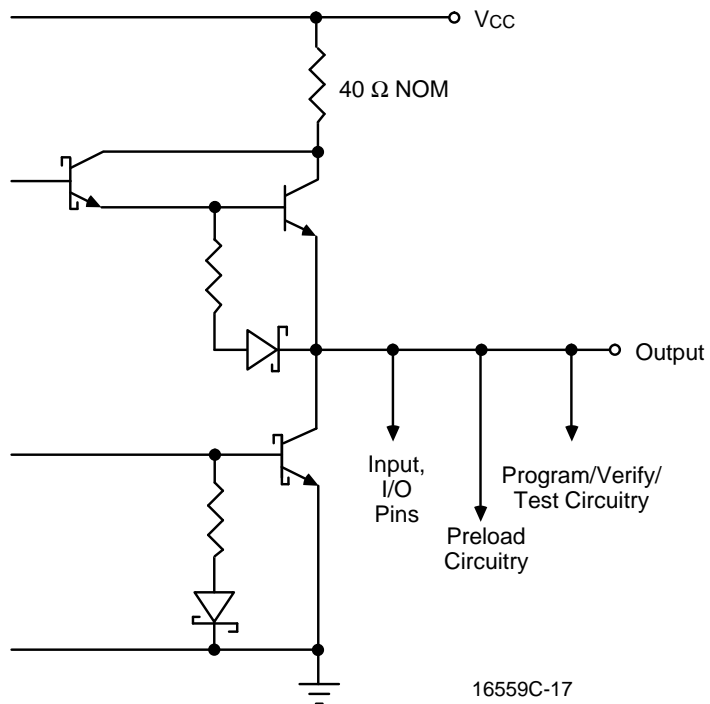 VCC
40 Ω NOM
Output
Input,
I/O
Pins
Program/Verify/
Test Circuitry
Preload
Circuitry
16559C-17